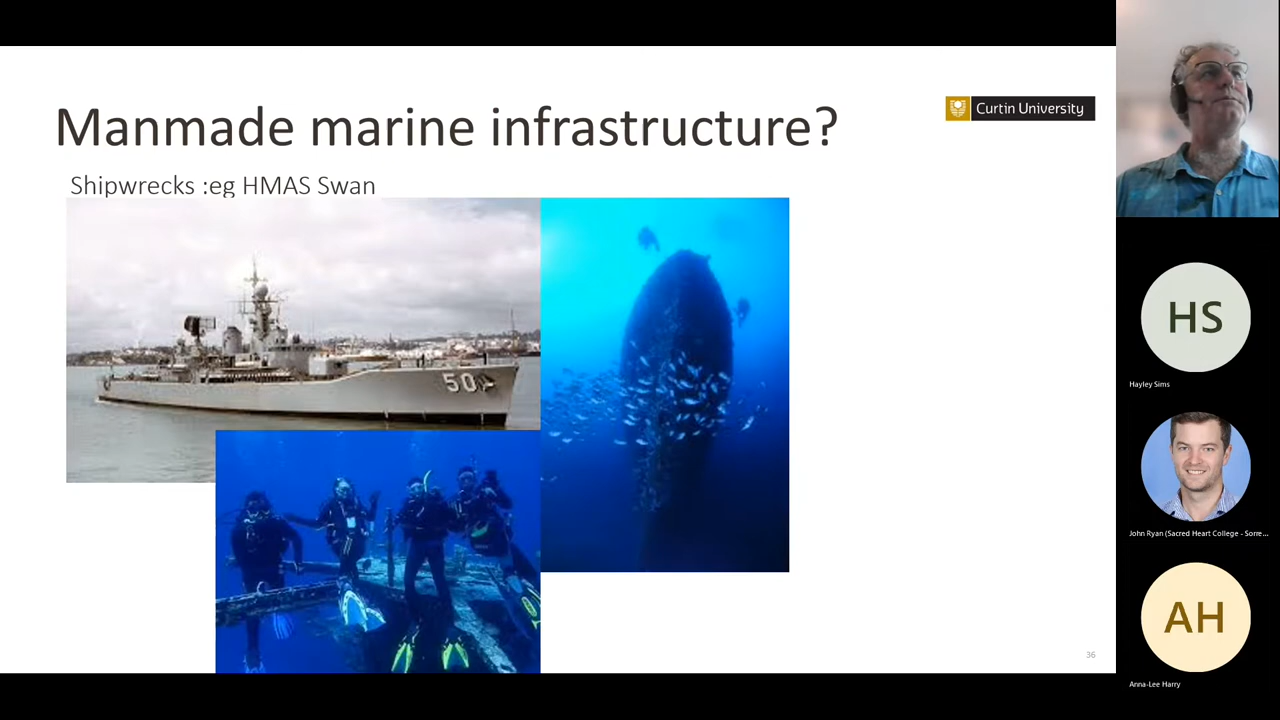 Manmade marine infrastructure?
Curtin University
Shipwrecks :eg HMAS Swan
50
36
HS
Hayley Sims
John Ryan (Sacred Heart College - Sorre...
AH
Anna-Lee Harry